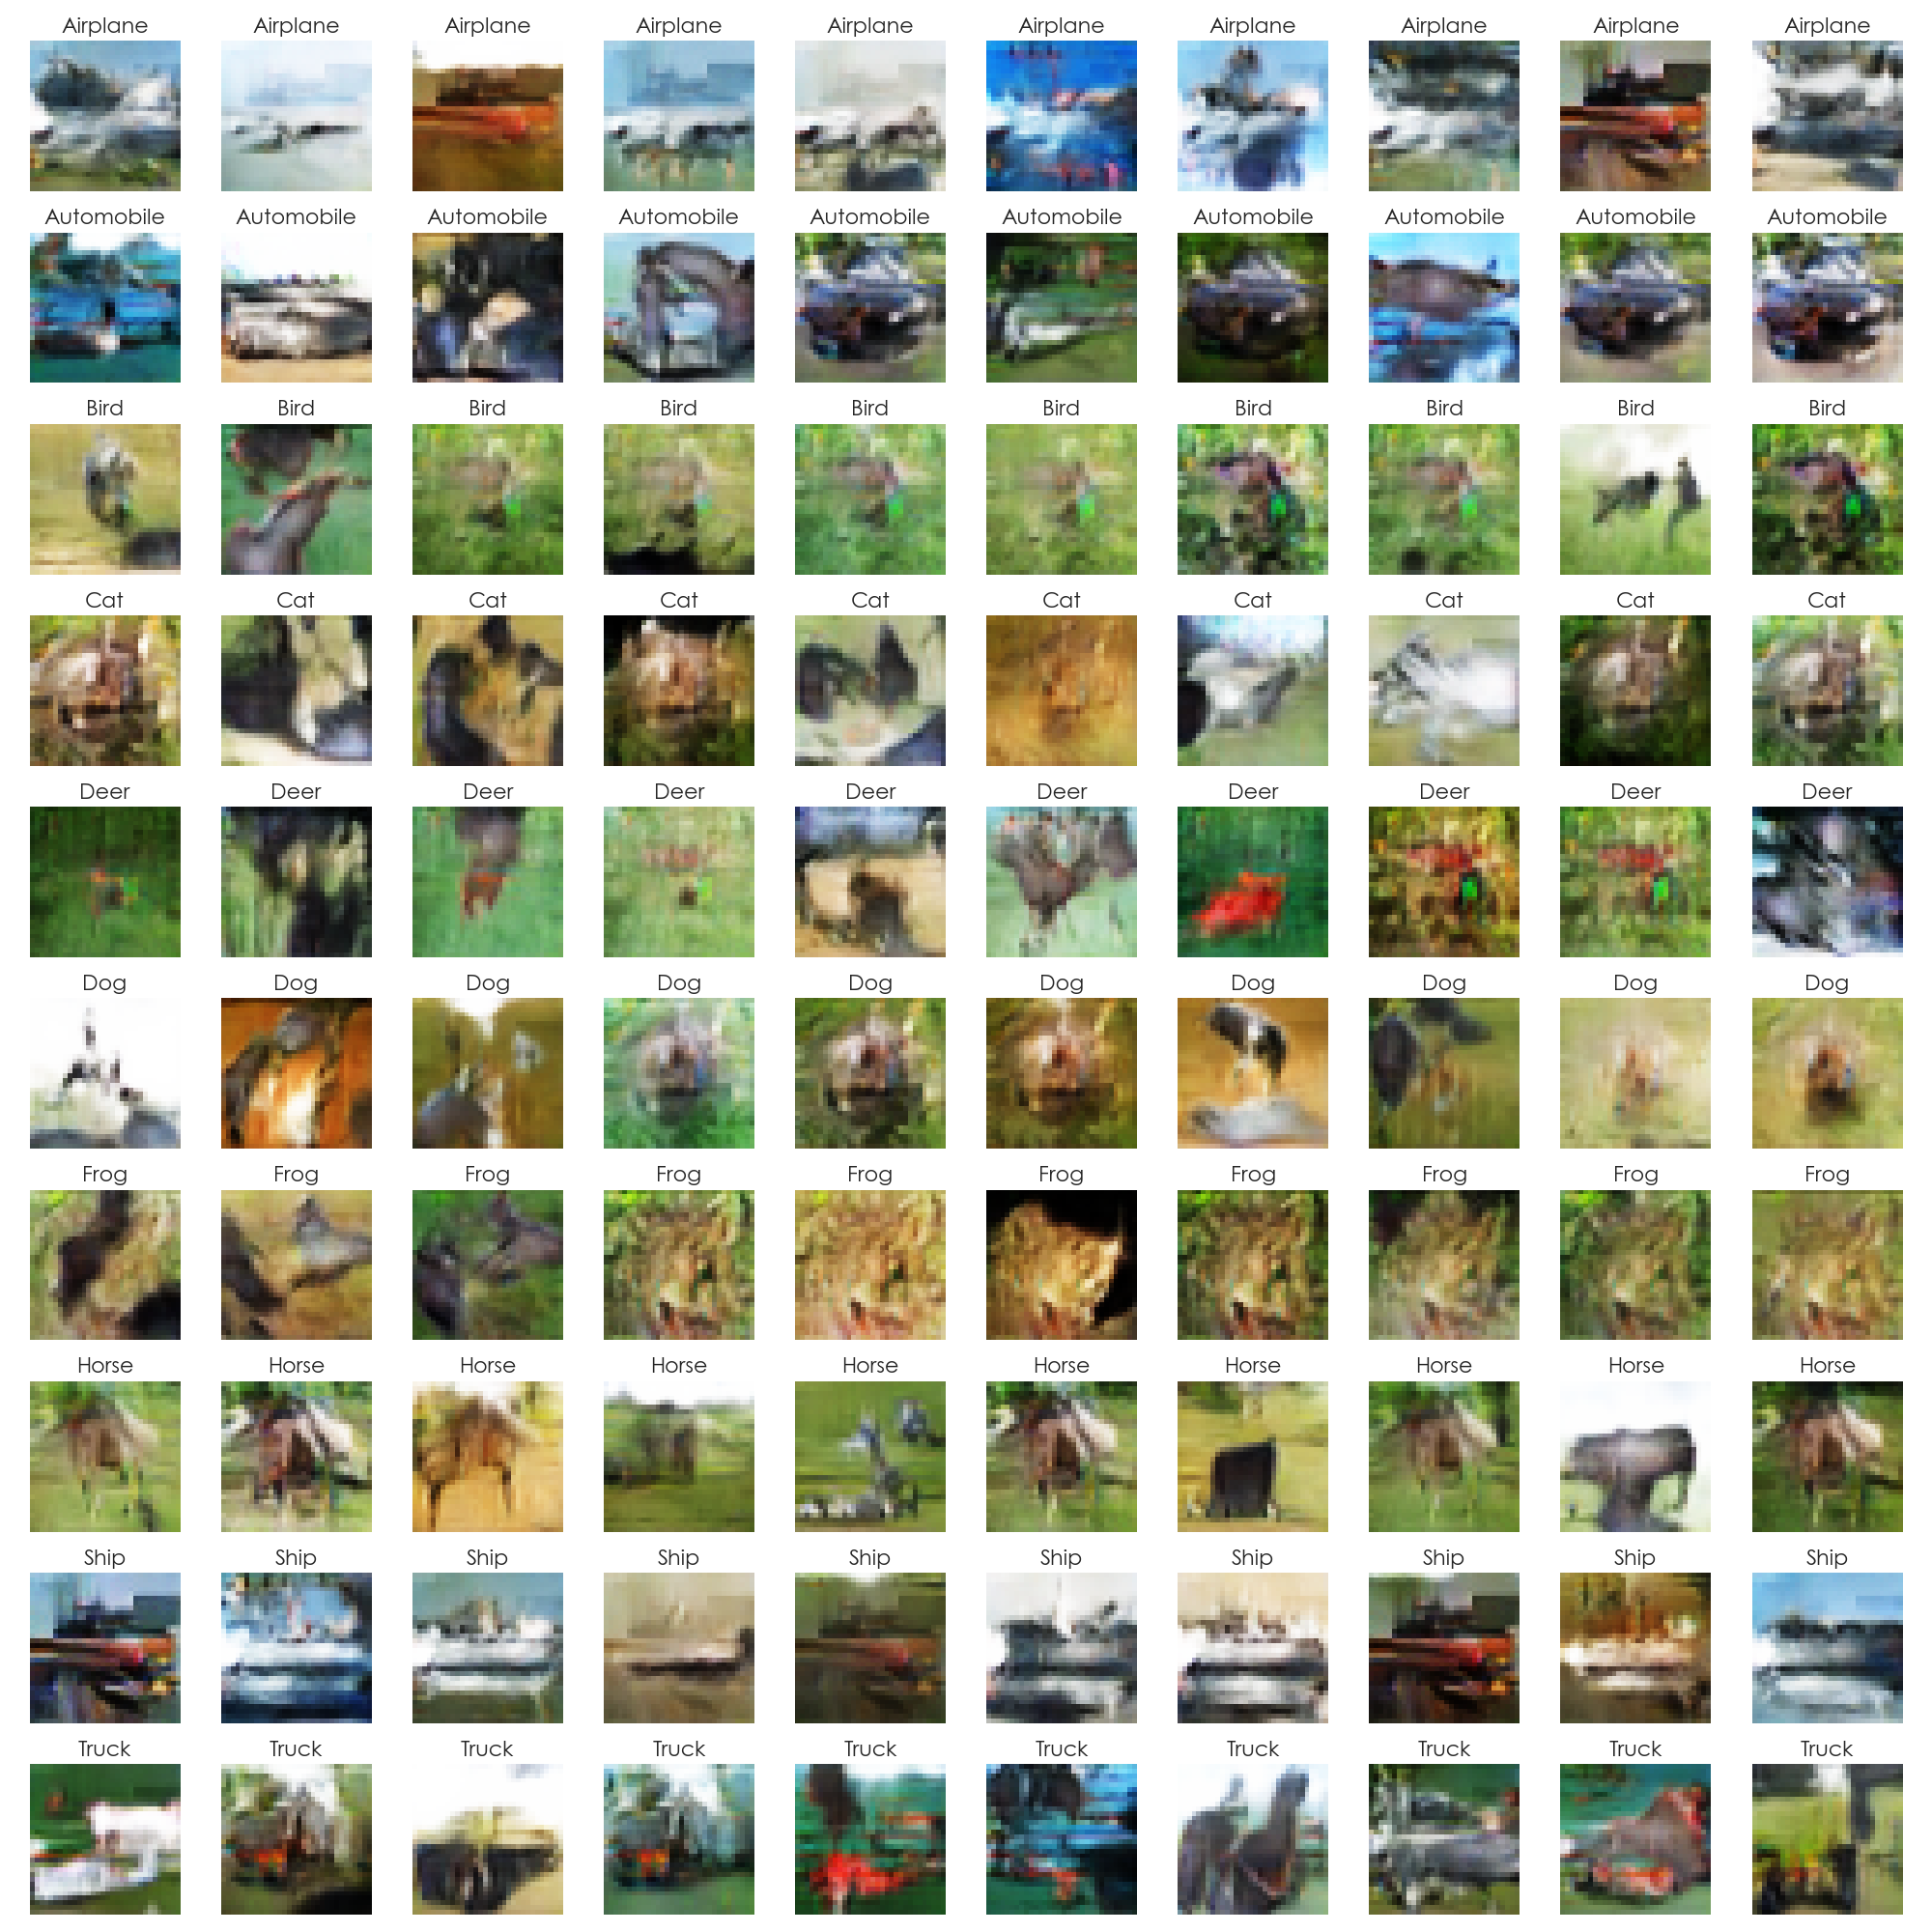 Airplane Airplane Airplane Airplane Airplane Airplane Airplane Airplane Airplane Airplane
Automobile Automobile Automobile Automobile Automobile Automobile Automobile Automobile Automobile Automobile
Bird Bird Bird Bird Bird Bird Bird Bird Bird Bird
Cat Cat Cat Cat Cat Cat Cat Cat Cat Cat
Deer Deer Deer Deer Deer Deer Deer Deer Deer Deer
Dog Dog Dog Dog Dog Dog Dog Dog Dog Dog
Frog Frog Frog Frog Frog Frog Frog Frog Frog Frog
Horse Horse Horse Horse Horse Horse Horse Horse Horse Horse
Ship Ship Ship Ship Ship Ship Ship Ship Ship Ship
Truck Truck Truck Truck Truck Truck Truck Truck Truck Truck